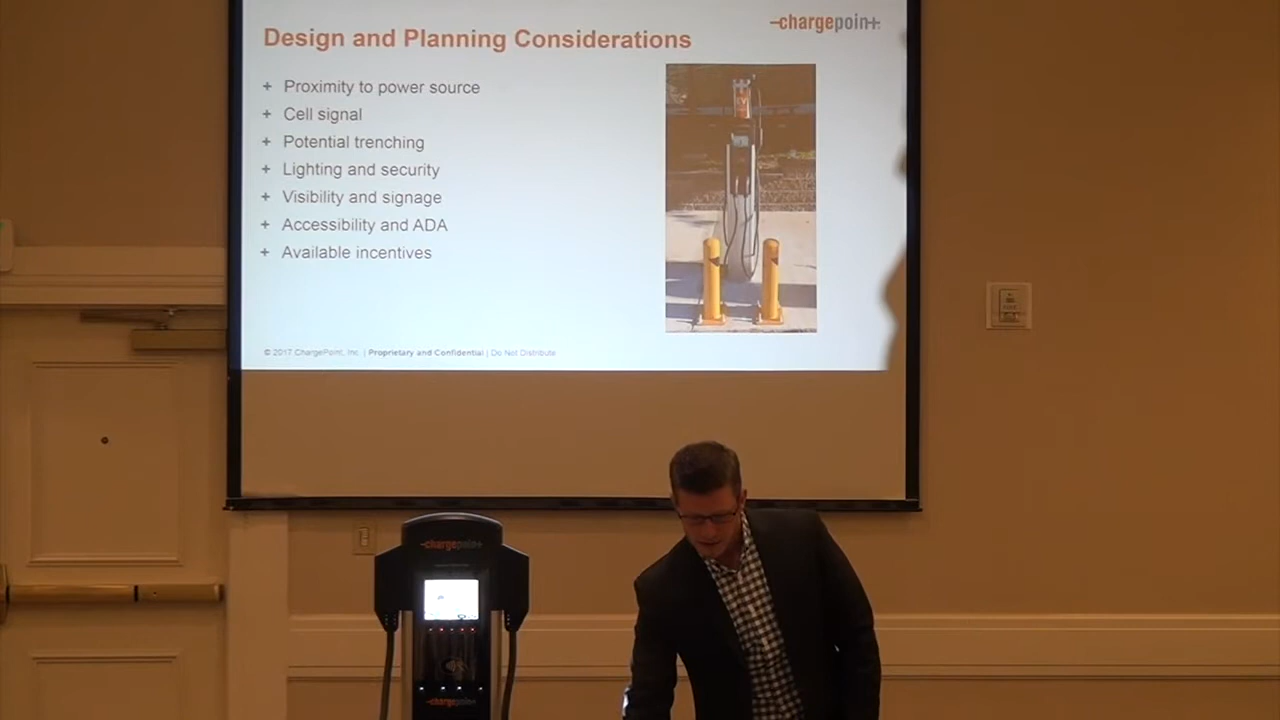 -chargepoin+
Design and Planning Considerations
+ Proximity to power source
+ Cell signal
+ Potential trenching
+ Lighting and security
+ Visibility and signage
+ Accessibility and ADA
+ Available incentives
© 2017 ChargePoint, Inc. | Proprietary and Confidential | Do Not Distribute
-chargepoin+
-chargepoin+